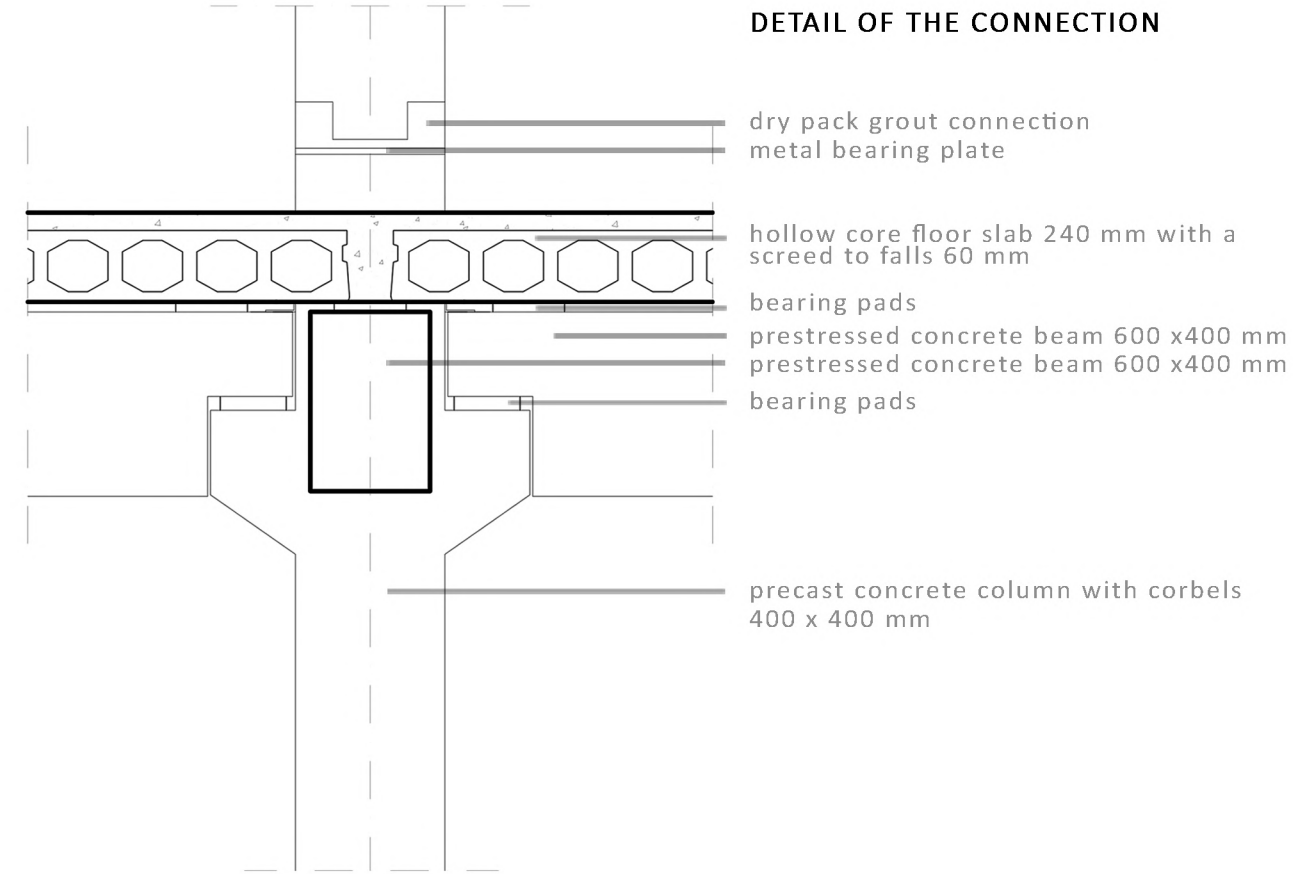 DETAIL OF THE CONNECTION
dry pack grout connection
metal bearing plate
hollow core floor slab 240 mm with a
screed to falls 60 mm
bearing pads
prestressed concrete beam 600 x400 mm
prestressed concrete beam 600 x400 mm
bearing pads
precast concrete column with corbels
400 x 400 mm